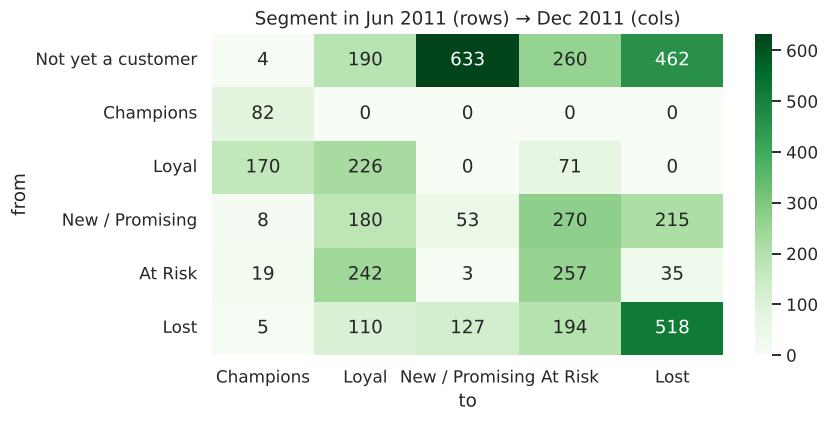 Segment in Jun 2011 (rows) → Dec 2011 (cols)
Not yet a customer 4 190 633 260 462
Champions 82 0 0 0 0
Loyal 170 226 0 71 0
New / Promising 8 180 53 270 215
At Risk 19 242 3 257 35
Lost 5 110 127 194 518
Champions Loyal New / Promising At Risk Lost
to
from
600
500
400
300
200
100
0